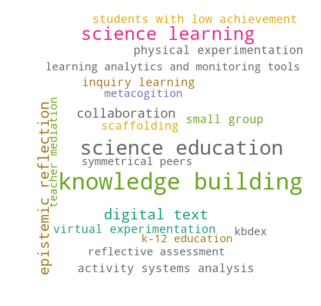 students with low achievement
science learning
physical experimentation
learning analytics and monitoring tools
inquiry learning
metacogition
collaboration
small group
scaffolding
epistemic reflection
teacher mediation
science education
symmetrical peers
knowledge building
digital text
virtual experimentation
kbdex
k-12 education
reflective assessment
activity systems analysis